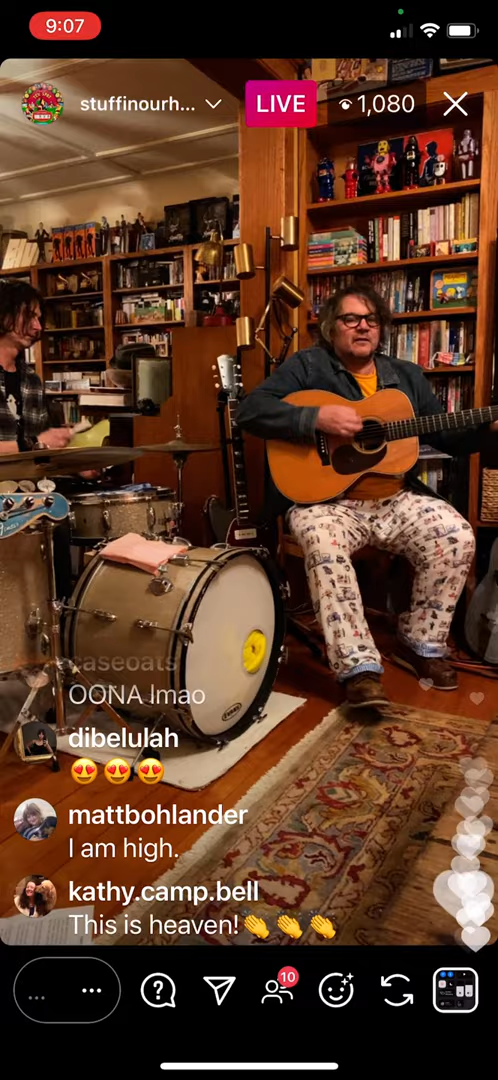 9:07
stuffinourh...
LIVE
1,080
caseoats
OONA lmao
dibelulah
😍😍😍
mattbohlander
I am high.
kathy.camp.bell
This is heaven!👏👏👏
...
...
10